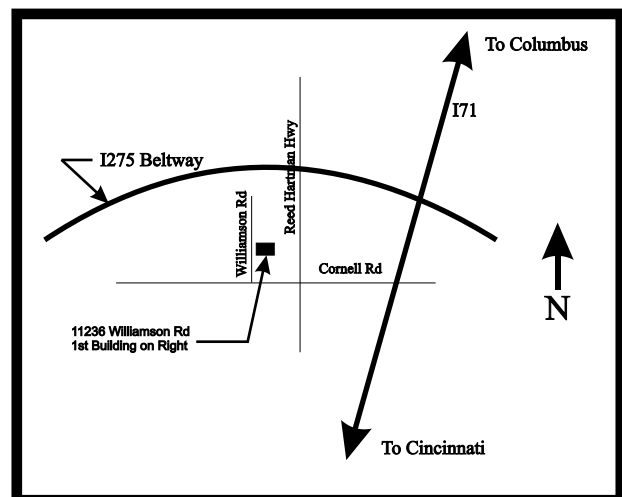 To Columbus
I71
I275 Beltway
Reed Hartman Hwy
Williamson Rd
Cornell Rd
N
11236 Williamson Rd
1st Building on Right
To Cincinnati